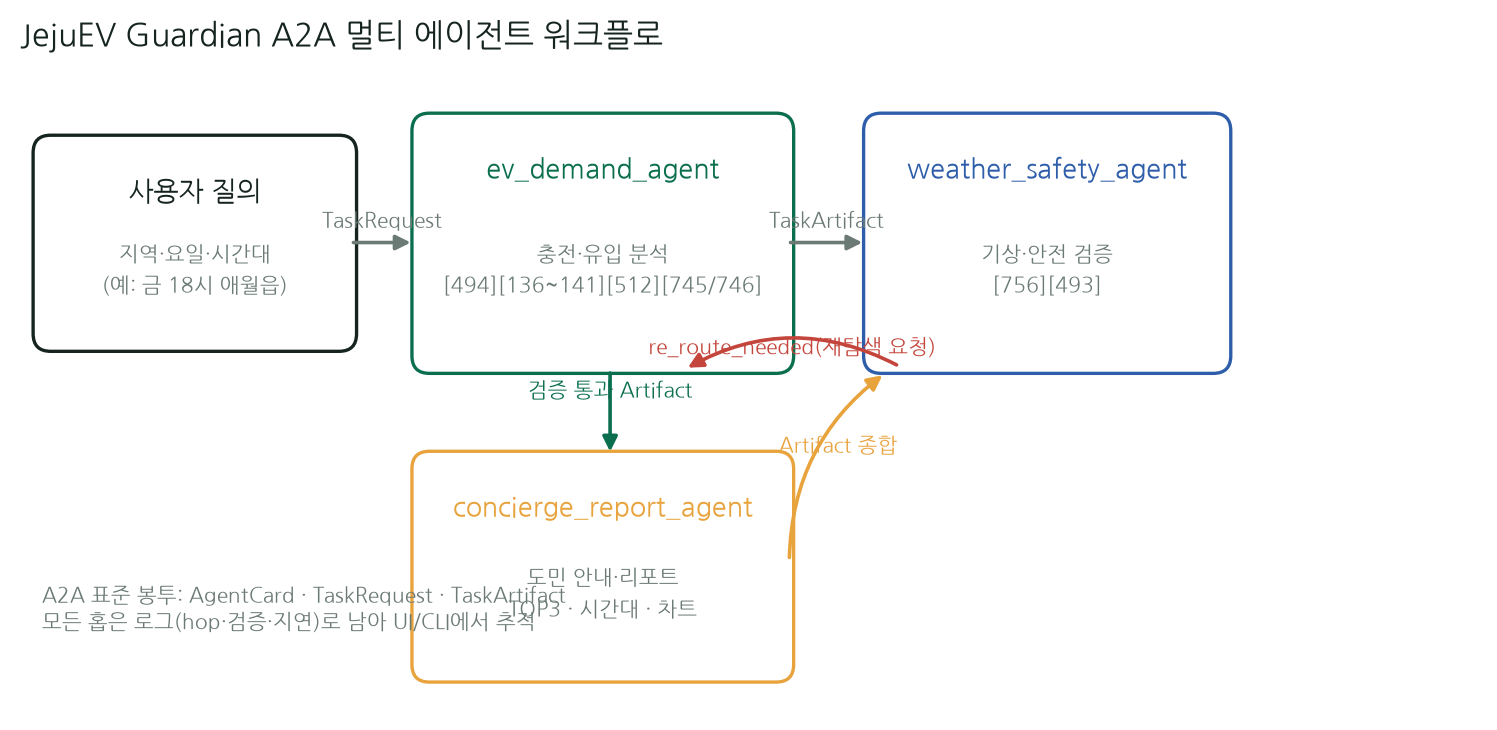 JejuEV Guardian A2A 멀티 에이전트 워크플로
사용자 질의
지역·요일·시간대
(예: 금 18시 애월읍)
TaskRequest
ev_demand_agent
충전·유입 분석
[494][136~141][512][745/746]
TaskArtifact
weather_safety_agent
기상·안전 검증
[756][493]
re_route_needed(재탐색 요청)
검증 통과 Artifact
Artifact 종합
concierge_report_agent
도민 안내·리포트
TOP3 · 시간대 · 차트
A2A 표준 봉투: AgentCard · TaskRequest · TaskArtifact
모든 홉은 로그(hop·검증·지연)로 남아 UI/CLI에서 추적